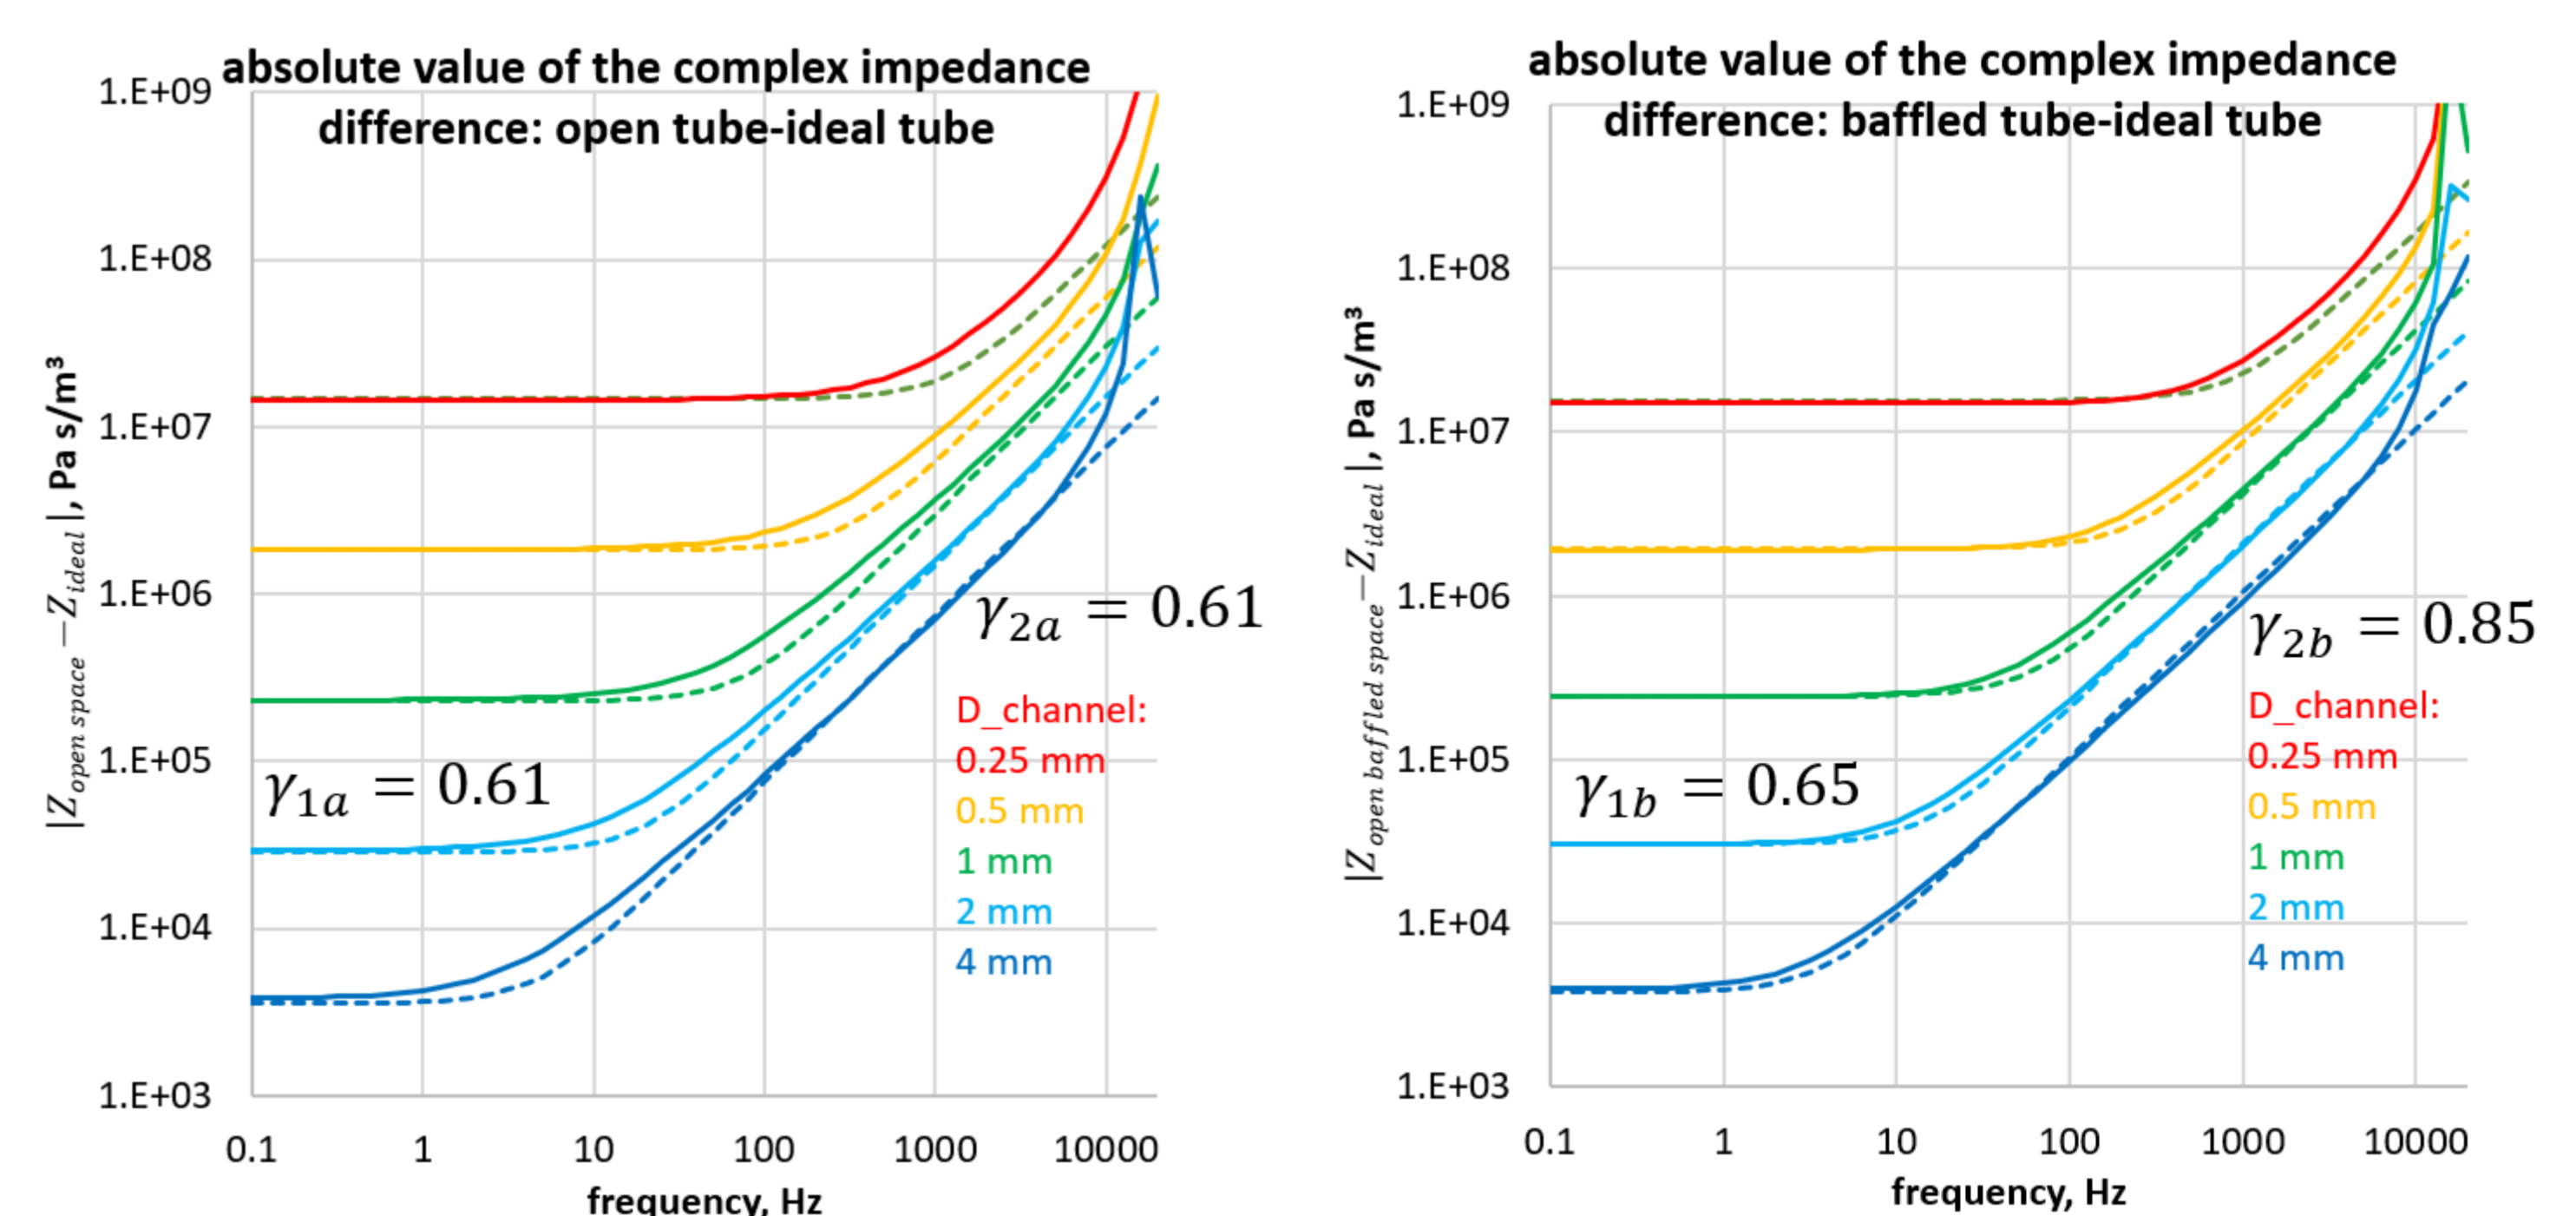 absolute value of the complex impedance
difference: open tube-ideal tube
1.E+09
1.E+08
1.E+07
1.E+06
1.E+05
1.E+04
1.E+03
|Z_open space − Z_ideal |, Pa s/m³
γ_1a = 0.61
γ_2a = 0.61
D_channel:
0.25 mm
0.5 mm
1 mm
2 mm
4 mm
0.1 1 10 100 1000 10000
frequency, Hz
absolute value of the complex impedance
difference: baffled tube-ideal tube
1.E+09
1.E+08
1.E+07
1.E+06
1.E+05
1.E+04
1.E+03
|Z_open baffled space − Z_ideal |, Pa s/m³
γ_1b = 0.65
γ_2b = 0.85
D_channel:
0.25 mm
0.5 mm
1 mm
2 mm
4 mm
0.1 1 10 100 1000 10000
frequency, Hz